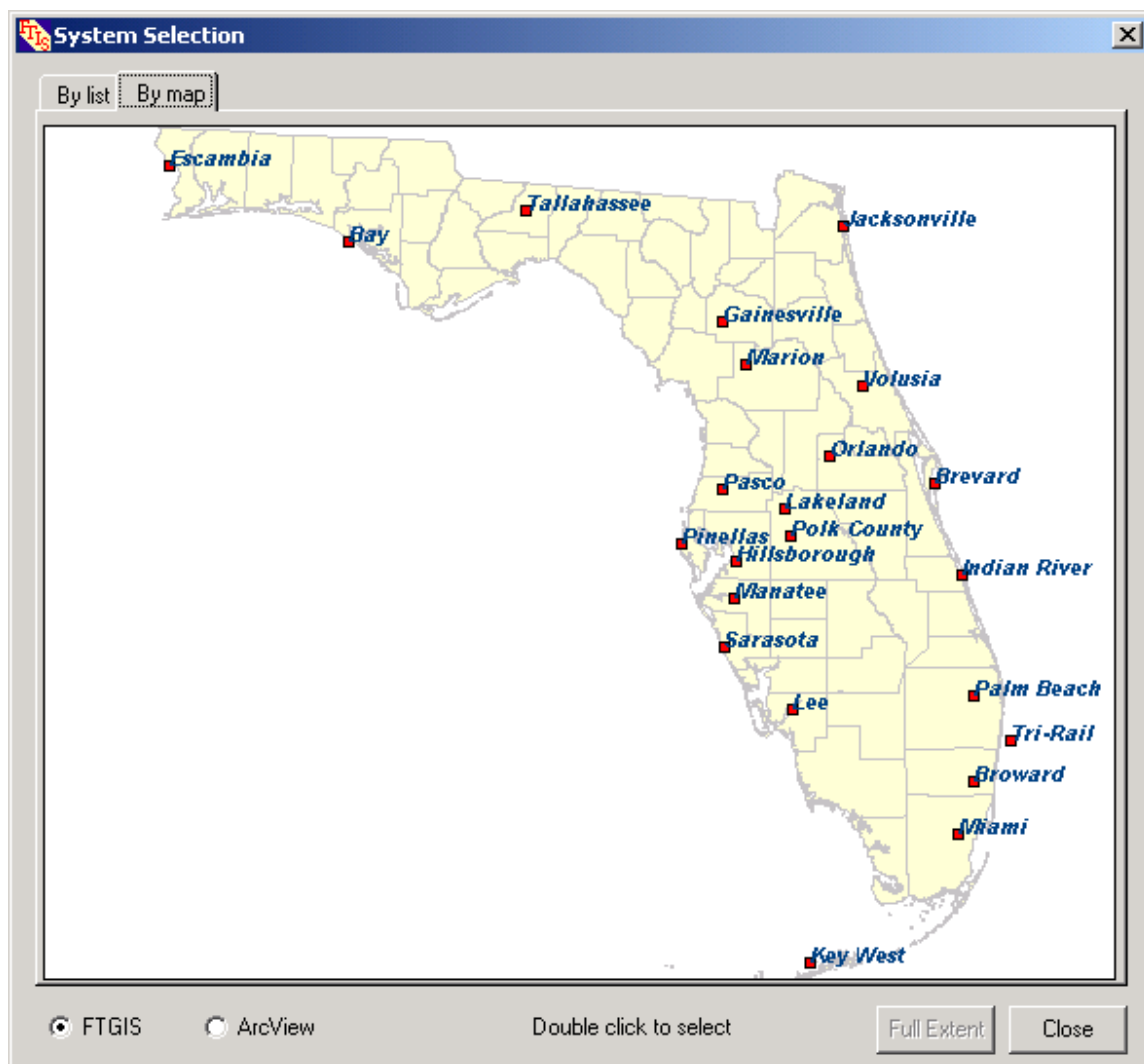 FTIS
System Selection
By list
By map
Escambia
Tallahassee
Jacksonville
Bay
Gainesville
Marion
Volusia
Orlando
Brevard
Pasco
Lakeland
Polk County
Pinellas
Hillsborough
Indian River
Manatee
Sarasota
Palm Beach
Lee
Tri-Rail
Broward
Miami
Key West
FTGIS
ArcView
Double click to select
Full Extent
Close